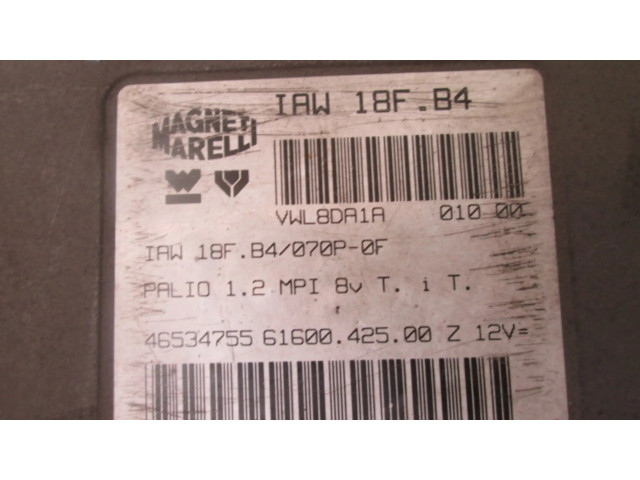 MAGNETI
MARELLI
IAW 18F.B4
VWL8DA1A 010 00
IAW 18F.B4/070P-0F
PALIO 1.2 MPI 8v T. i T.
46534755 61600.425.00 Z 12V=